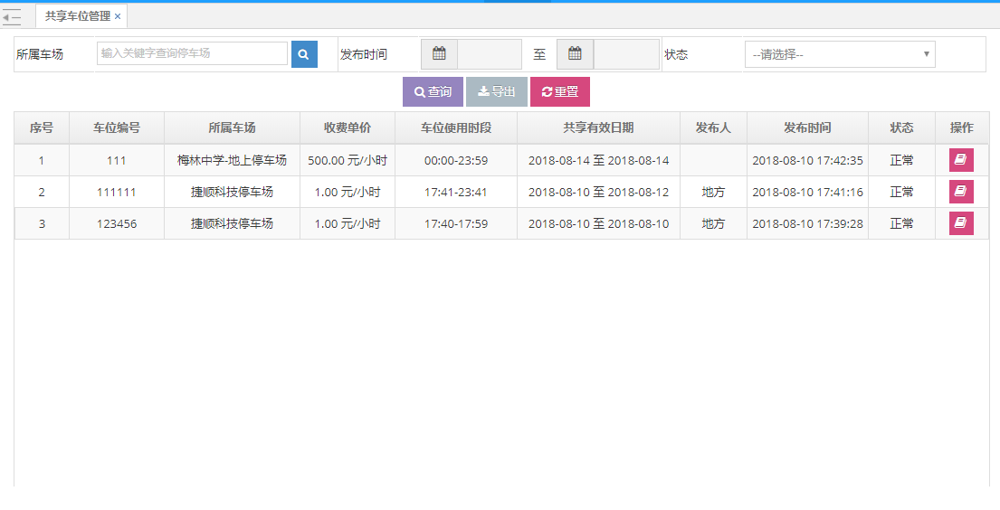 共享车位管理 ×
所属车场 输入关键字查询停车场 发布时间 至 状态 --请选择--
查询 导出 重置
序号 车位编号 所属车场 收费单价 车位使用时段 共享有效日期 发布人 发布时间 状态 操作
1 111 梅林中学-地上停车场 500.00 元/小时 00:00-23:59 2018-08-14 至 2018-08-14 2018-08-10 17:42:35 正常
2 111111 捷顺科技停车场 1.00 元/小时 17:41-23:41 2018-08-10 至 2018-08-12 地方 2018-08-10 17:41:16 正常
3 123456 捷顺科技停车场 1.00 元/小时 17:40-17:59 2018-08-10 至 2018-08-10 地方 2018-08-10 17:39:28 正常